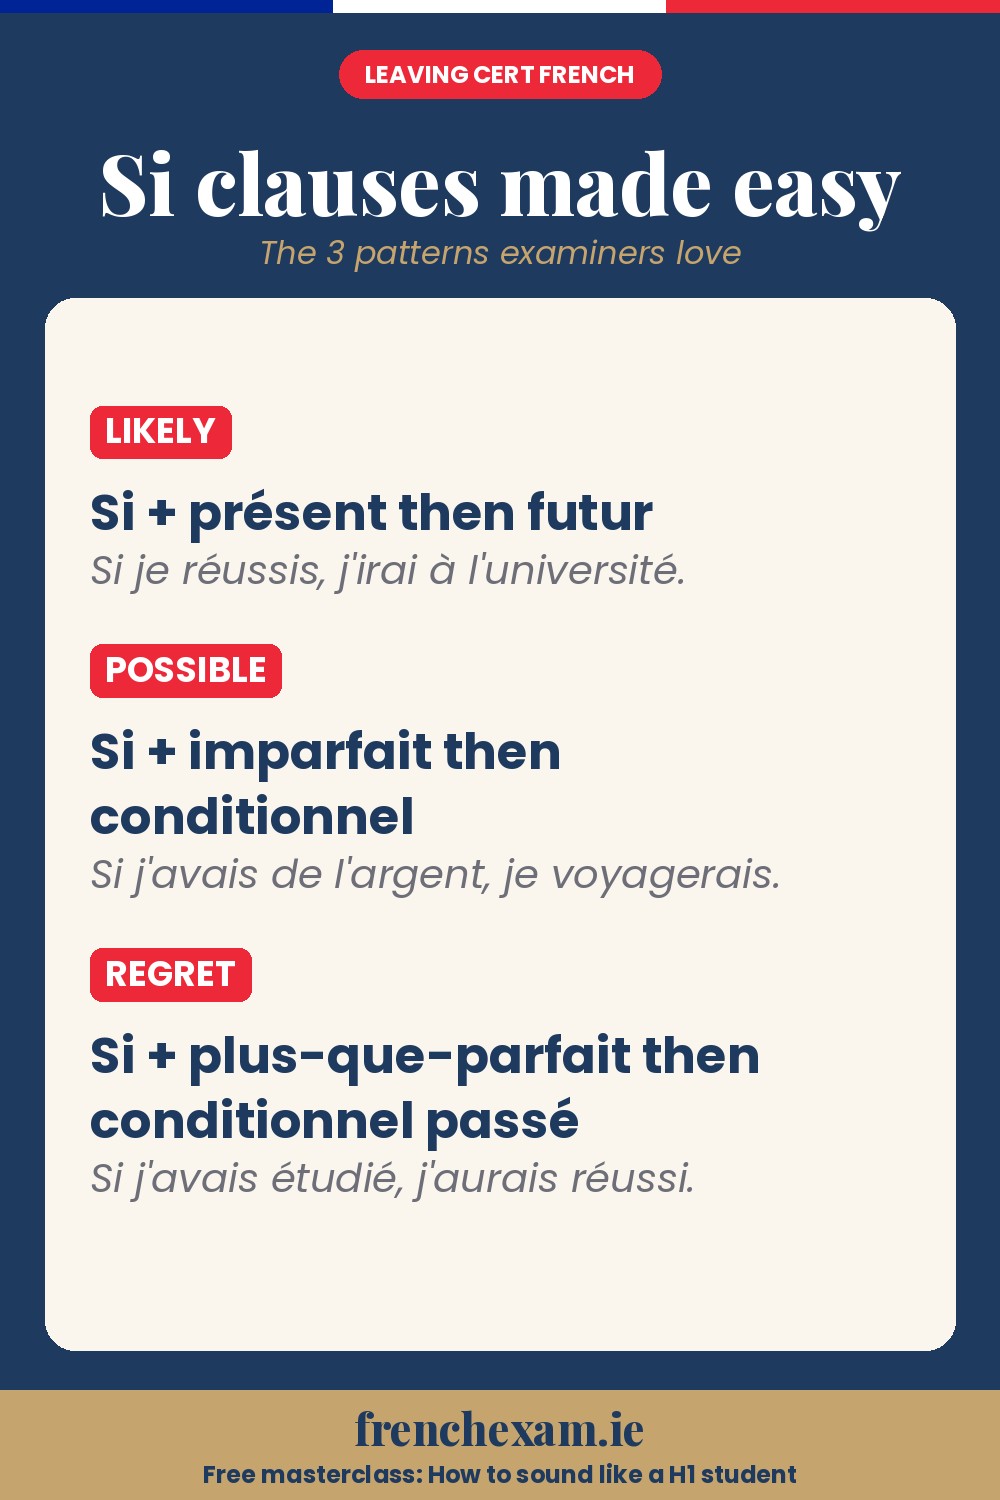 LEAVING CERT FRENCH
Si clauses made easy
The 3 patterns examiners love
LIKELY
Si + présent then futur
Si je réussis, j'irai à l'université.
POSSIBLE
Si + imparfait then
conditionnel
Si j'avais de l'argent, je voyagerais.
REGRET
Si + plus-que-parfait then
conditionnel passé
Si j'avais étudié, j'aurais réussi.
frenchexam.ie
Free masterclass: How to sound like a H1 student